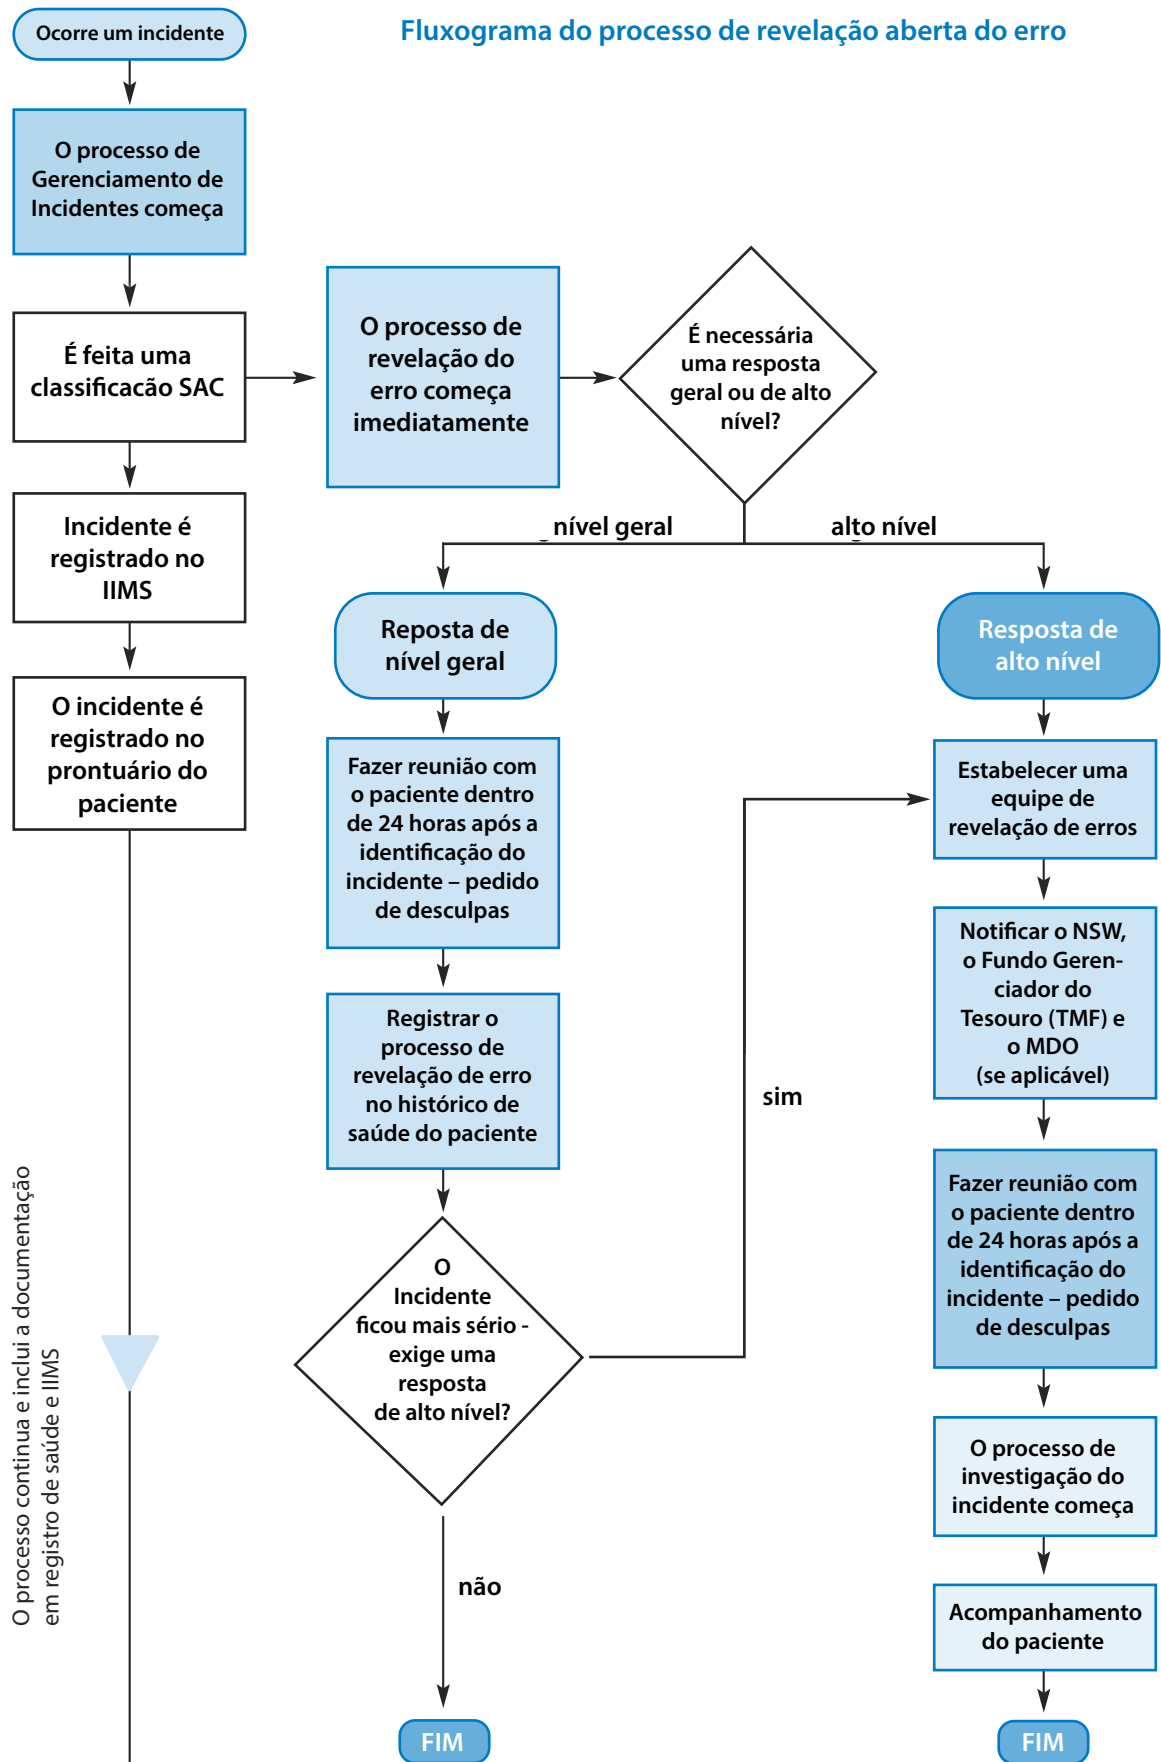 Ocorre um incidente
Fluxograma do processo de revelação aberta do erro
O processo de
Gerenciamento de
Incidentes começa
É feita uma
classificacão SAC
O processo de
revelação do
erro começa
imediatamente
É necessária
uma resposta
geral ou de alto
nível?
Incidente é
registrado no
IIMS
nível geral
alto nível
O incidente é
registrado no
prontuário do
paciente
Reposta de
nível geral
Resposta de
alto nível
Fazer reunião com
o paciente dentro
de 24 horas após a
identificação do
incidente – pedido
de desculpas
Estabelecer uma
equipe de
revelação de erros
Registrar o
processo de
revelação de erro
no histórico de
saúde do paciente
Notificar o NSW,
o Fundo Geren-
ciador do
Tesouro (TMF) e
o MDO
(se aplicável)
sim
O
Incidente
ficou mais sério -
exige uma
resposta
de alto nível?
Fazer reunião com
o paciente dentro
de 24 horas após a
identificação do
incidente – pedido
de desculpas
O processo de
investigação do
incidente começa
não
Acompanhamento
do paciente
O processo continua e inclui a documentação
em registro de saúde e IIMS
FIM
FIM